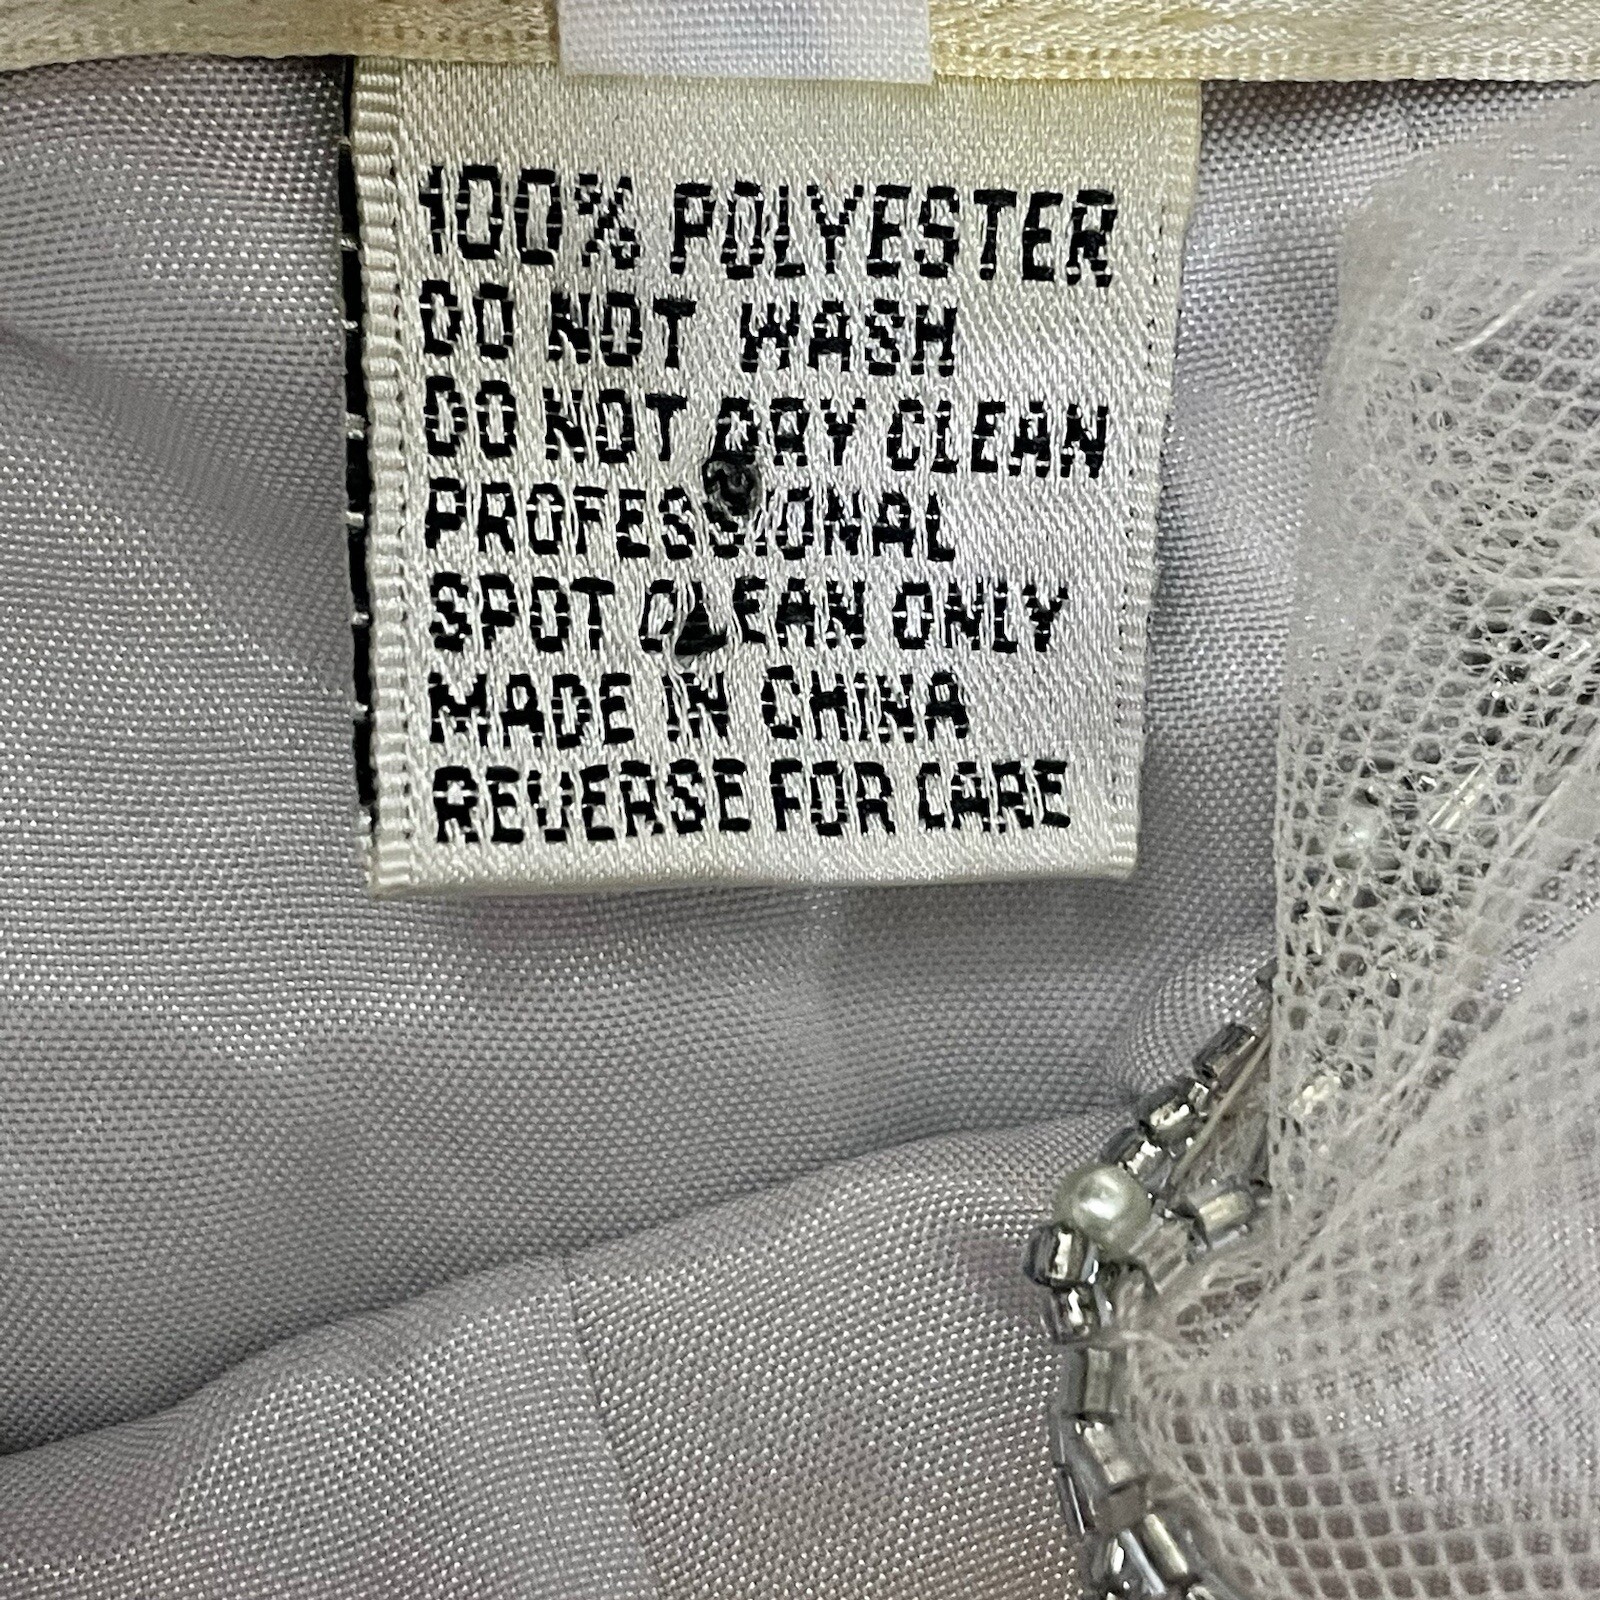 100% POLYESTER
DO NOT WASH
DO NOT DRY CLEAN
PROFESSIONAL
SPOT CLEAN ONLY
MADE IN CHINA
REVERSE FOR CARE